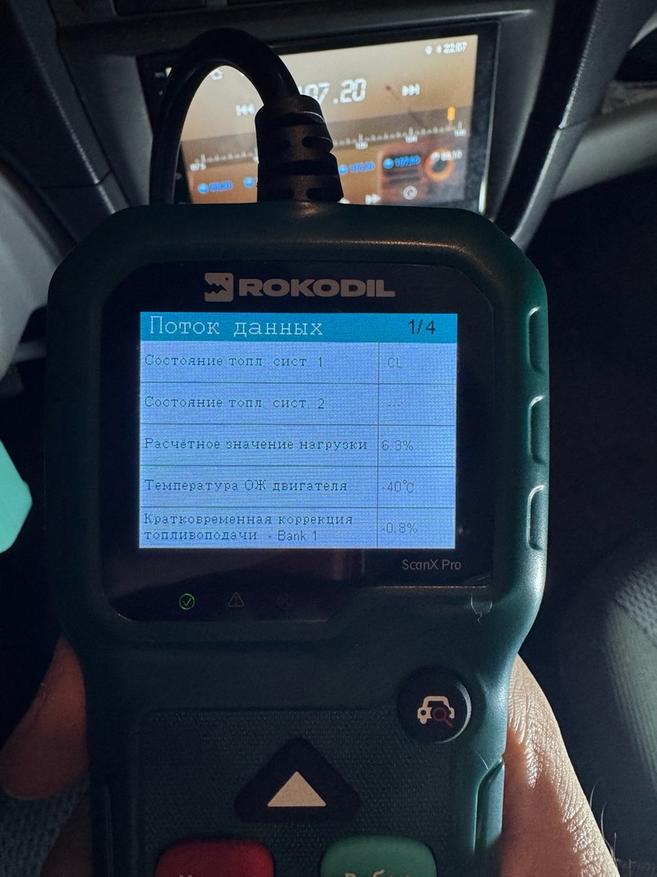 07.20
ROKODIL
Поток данных 1/4
Состояние топл. сист. 1 CL
Состояние топл. сист. 2 ---
Расчётное значение нагрузки 6.3%
Температура ОЖ двигателя -40°C
Кратковременная коррекция
топливоподачи - Bank 1 -0.8%
ScanX Pro